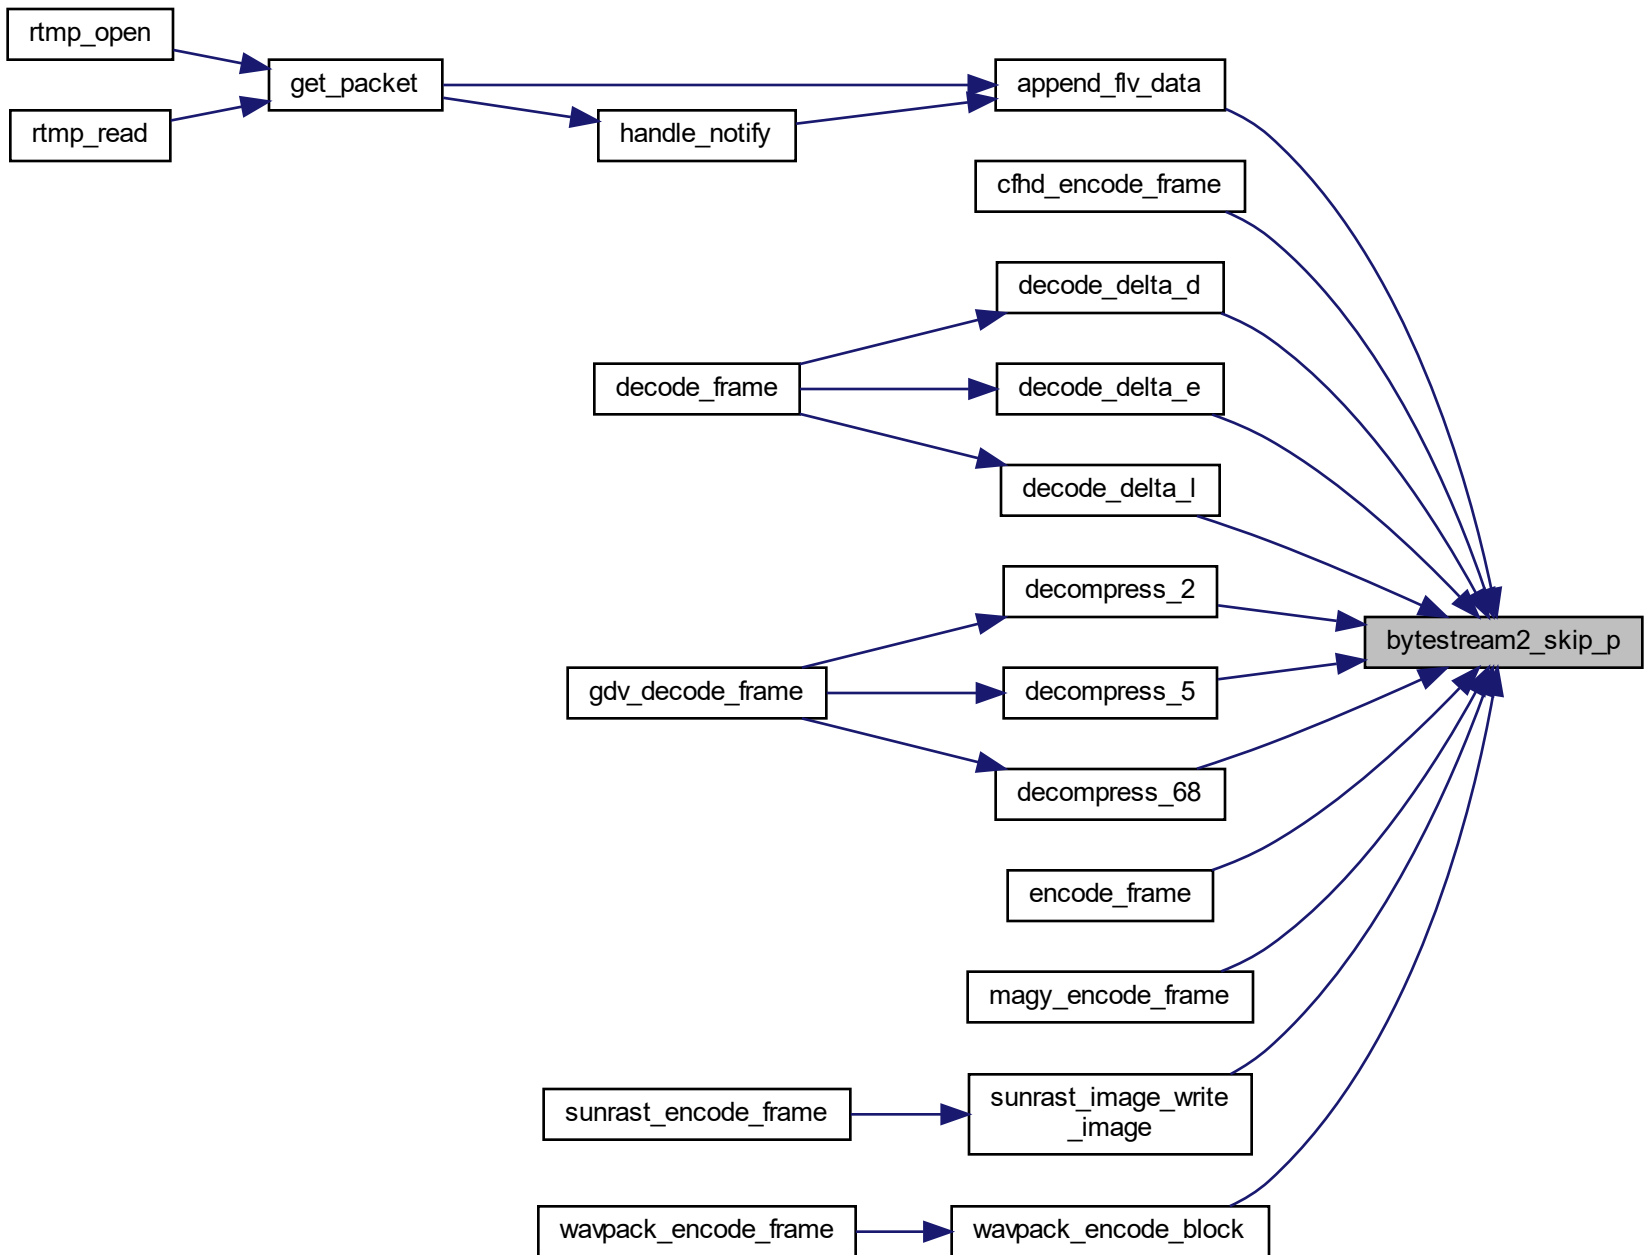 rtmp_open
get_packet
append_flv_data
rtmp_read
handle_notify
cfhd_encode_frame
decode_delta_d
decode_frame
decode_delta_e
decode_delta_l
decompress_2
bytestream2_skip_p
gdv_decode_frame
decompress_5
decompress_68
encode_frame
magy_encode_frame
sunrast_encode_frame
sunrast_image_write
_image
wavpack_encode_frame
wavpack_encode_block